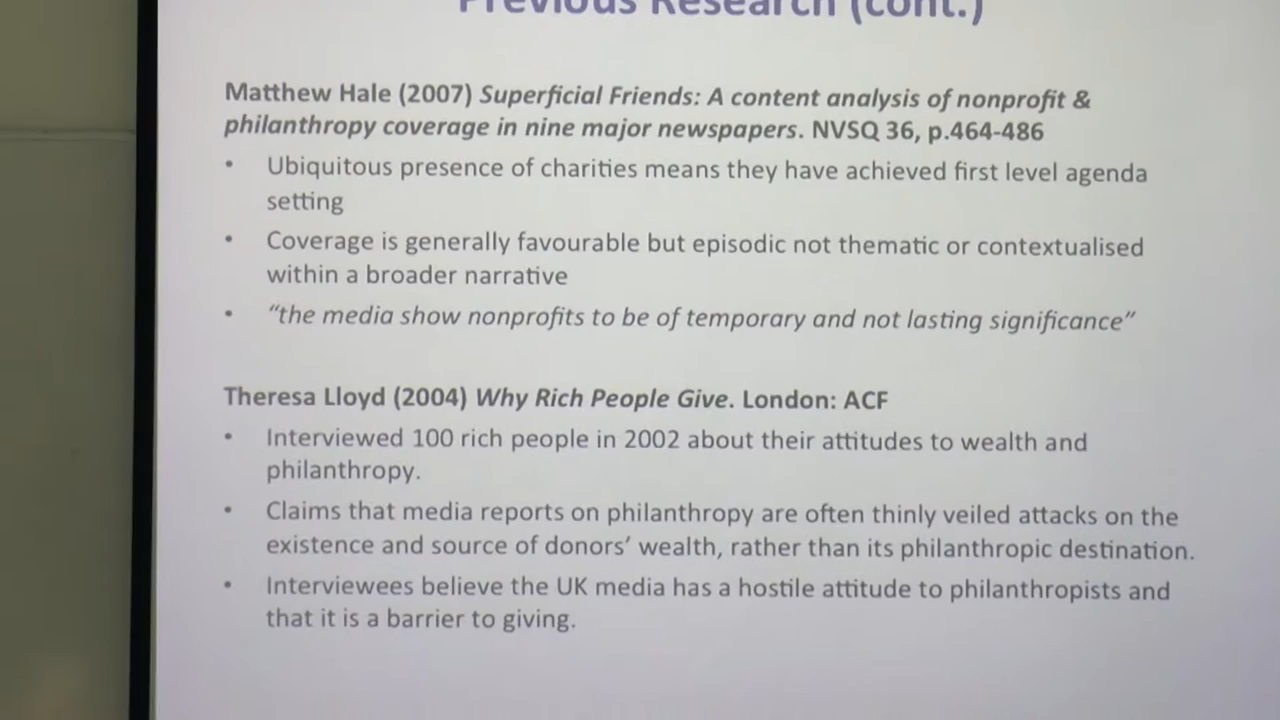 Previous Research (cont.)
Matthew Hale (2007) Superficial Friends: A content analysis of nonprofit &
philanthropy coverage in nine major newspapers. NVSQ 36, p.464-486
• Ubiquitous presence of charities means they have achieved first level agenda
setting
• Coverage is generally favourable but episodic not thematic or contextualised
within a broader narrative
• “the media show nonprofits to be of temporary and not lasting significance”
Theresa Lloyd (2004) Why Rich People Give. London: ACF
• Interviewed 100 rich people in 2002 about their attitudes to wealth and
philanthropy.
• Claims that media reports on philanthropy are often thinly veiled attacks on the
existence and source of donors’ wealth, rather than its philanthropic destination.
• Interviewees believe the UK media has a hostile attitude to philanthropists and
that it is a barrier to giving.